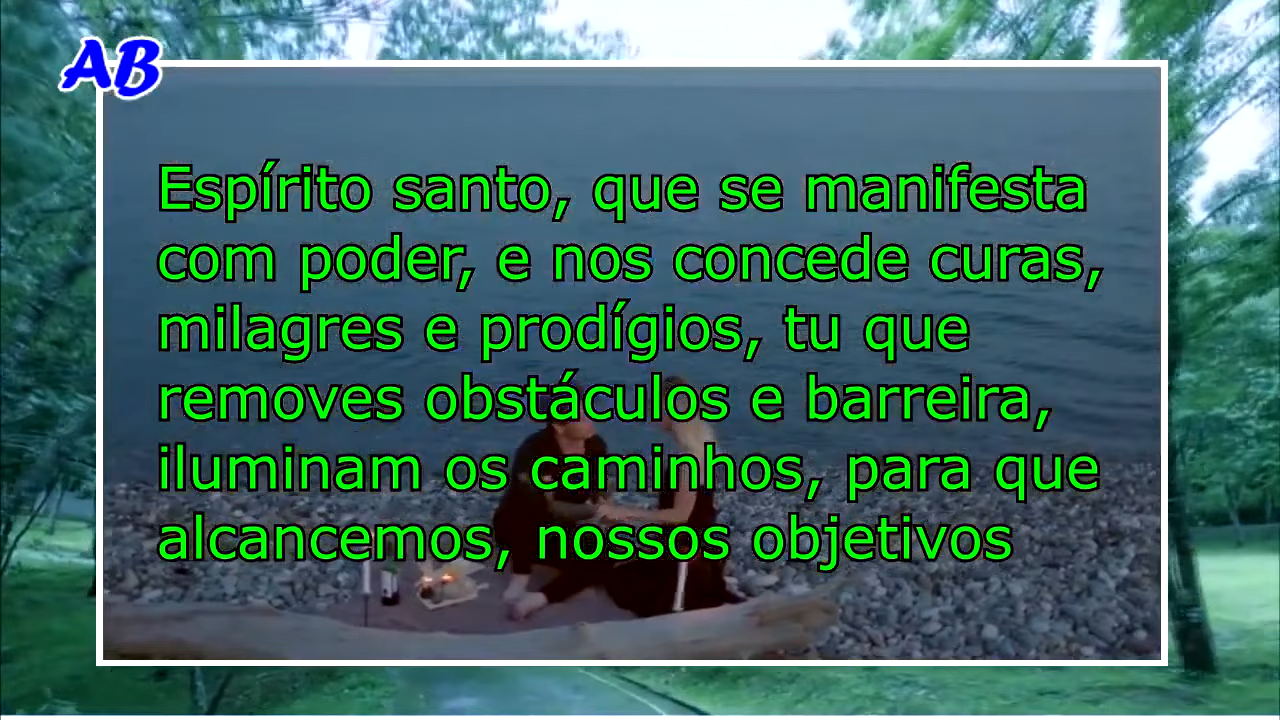 AB
Espírito santo, que se manifesta
com poder, e nos concede curas,
milagres e prodígios, tu que
removes obstáculos e barreira,
iluminam os caminhos, para que
alcancemos, nossos objetivos